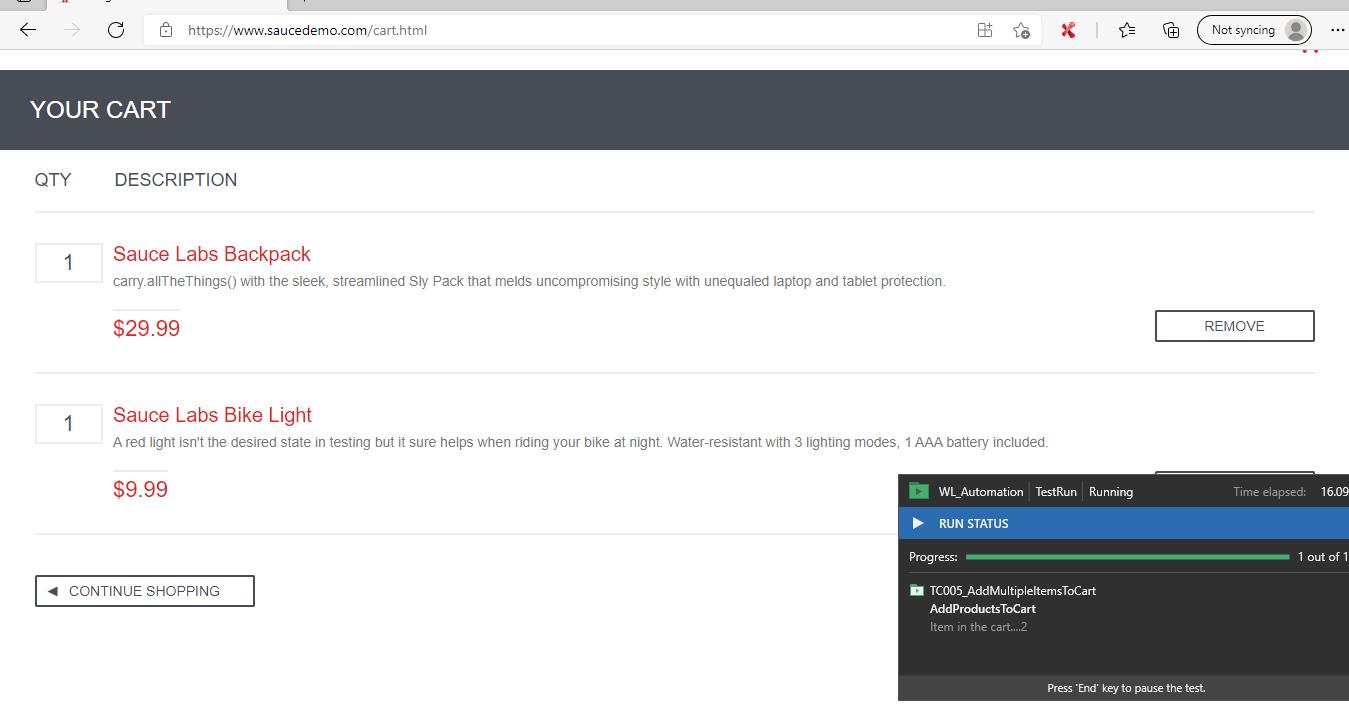 https://www.saucedemo.com/cart.html
Not syncing
YOUR CART
QTY DESCRIPTION
1 Sauce Labs Backpack
carry.allTheThings() with the sleek, streamlined Sly Pack that melds uncompromising style with unequaled laptop and tablet protection.
$29.99
REMOVE
1 Sauce Labs Bike Light
A red light isn't the desired state in testing but it sure helps when riding your bike at night. Water-resistant with 3 lighting modes, 1 AAA battery included.
$9.99
CONTINUE SHOPPING
WL_Automation TestRun Running Time elapsed: 16.09
RUN STATUS
Progress: 1 out of 1
TC005_AddMultipleItemsToCart
AddProductsToCart
Item in the cart....2
Press 'End' key to pause the test.